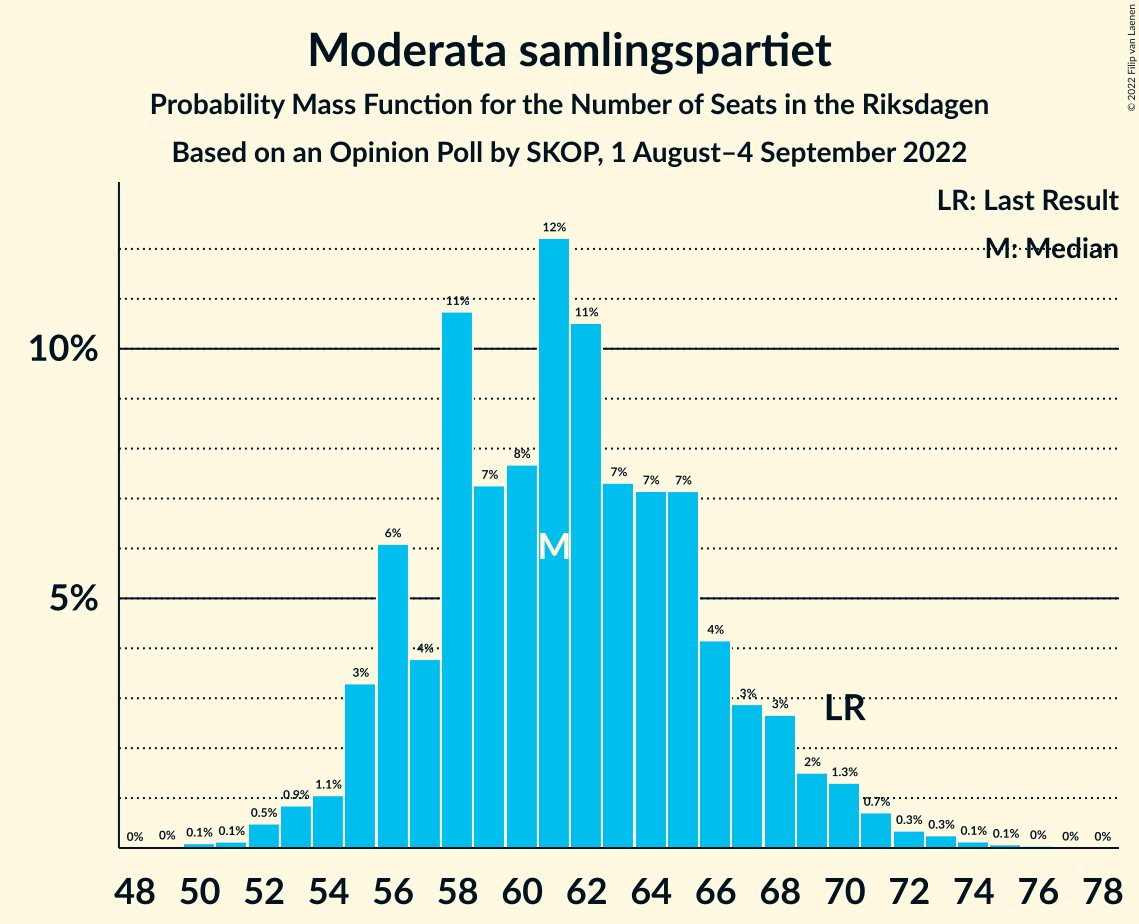 Moderata samlingspartiet
Probability Mass Function for the Number of Seats in the Riksdagen
Based on an Opinion Poll by SKOP, 1 August–4 September 2022
© 2022 Filip van Laenen
LR: Last Result
M: Median
10%
5%
0% 0% 0.1% 0.1% 0.5% 0.9% 1.1% 3% 6% 4% 11% 7% 8% 12% 11% 7% 7% 7% 4% 3% 3% 2% 1.3% 0.7% 0.3% 0.3% 0.1% 0.1% 0% 0% 0%
M
LR
48 50 52 54 56 58 60 62 64 66 68 70 72 74 76 78